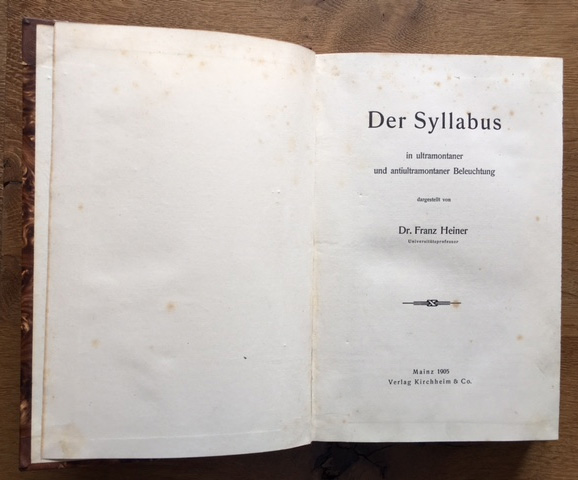 Der Syllabus
in ultramontaner
und antiultramontaner Beleuchtung
dargestellt von
Dr. Franz Heiner
Universitätsprofessor
Mainz 1905
Verlag Kirchheim & Co.